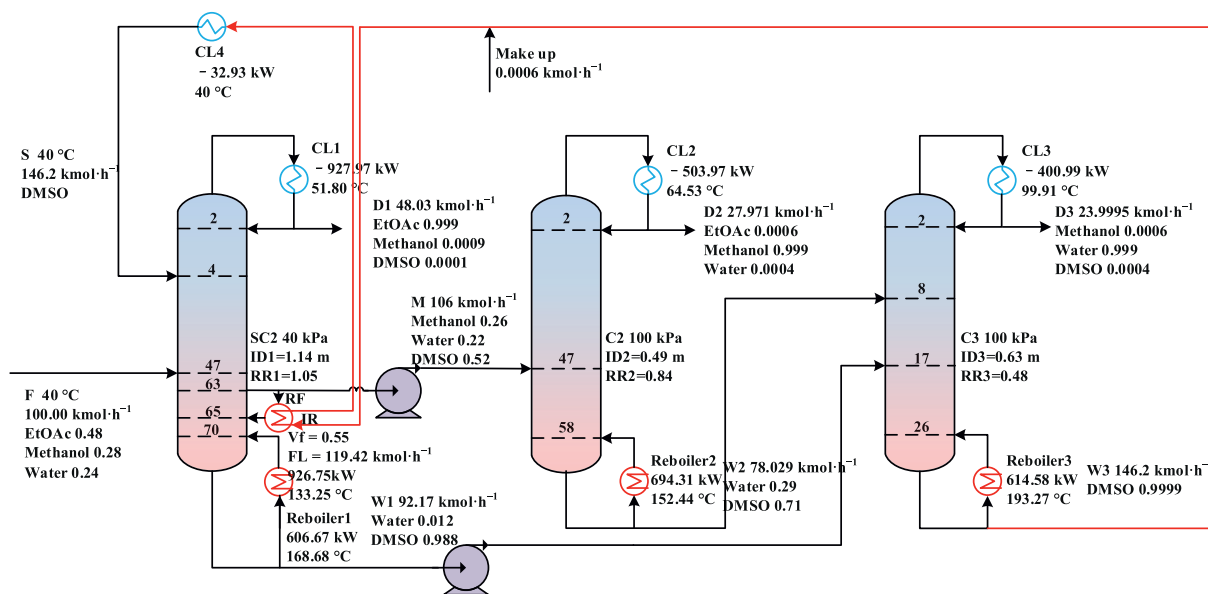 CL4
－32.93 kW
40 °C
Make up
0.0006 kmol·h⁻¹
S 40 °C
146.2 kmol·h⁻¹
DMSO
CL1
－927.97 kW
51.80 °C
D1 48.03 kmol·h⁻¹
EtOAc 0.999
Methanol 0.0009
DMSO 0.0001
2
4
47
63
65
70
SC2 40 kPa
ID1=1.14 m
RR1=1.05
F 40 °C
100.00 kmol·h⁻¹
EtOAc 0.48
Methanol 0.28
Water 0.24
RF
IR
Vf = 0.55
FL = 119.42 kmol·h⁻¹
926.75kW
133.25 °C
Reboiler1
606.67 kW
168.68 °C
W1 92.17 kmol·h⁻¹
Water 0.012
DMSO 0.988
M 106 kmol·h⁻¹
Methanol 0.26
Water 0.22
DMSO 0.52
CL2
－503.97 kW
64.53 °C
D2 27.971 kmol·h⁻¹
EtOAc 0.0006
Methanol 0.999
Water 0.0004
2
47
58
C2 100 kPa
ID2=0.49 m
RR2=0.84
Reboiler2
694.31 kW
152.44 °C
W2 78.029 kmol·h⁻¹
Water 0.29
DMSO 0.71
CL3
－400.99 kW
99.91 °C
D3 23.9995 kmol·h⁻¹
Methanol 0.0006
Water 0.999
DMSO 0.0004
2
8
17
26
C3 100 kPa
ID3=0.63 m
RR3=0.48
Reboiler3
614.58 kW
193.27 °C
W3 146.2 kmol·h⁻¹
DMSO 0.9999